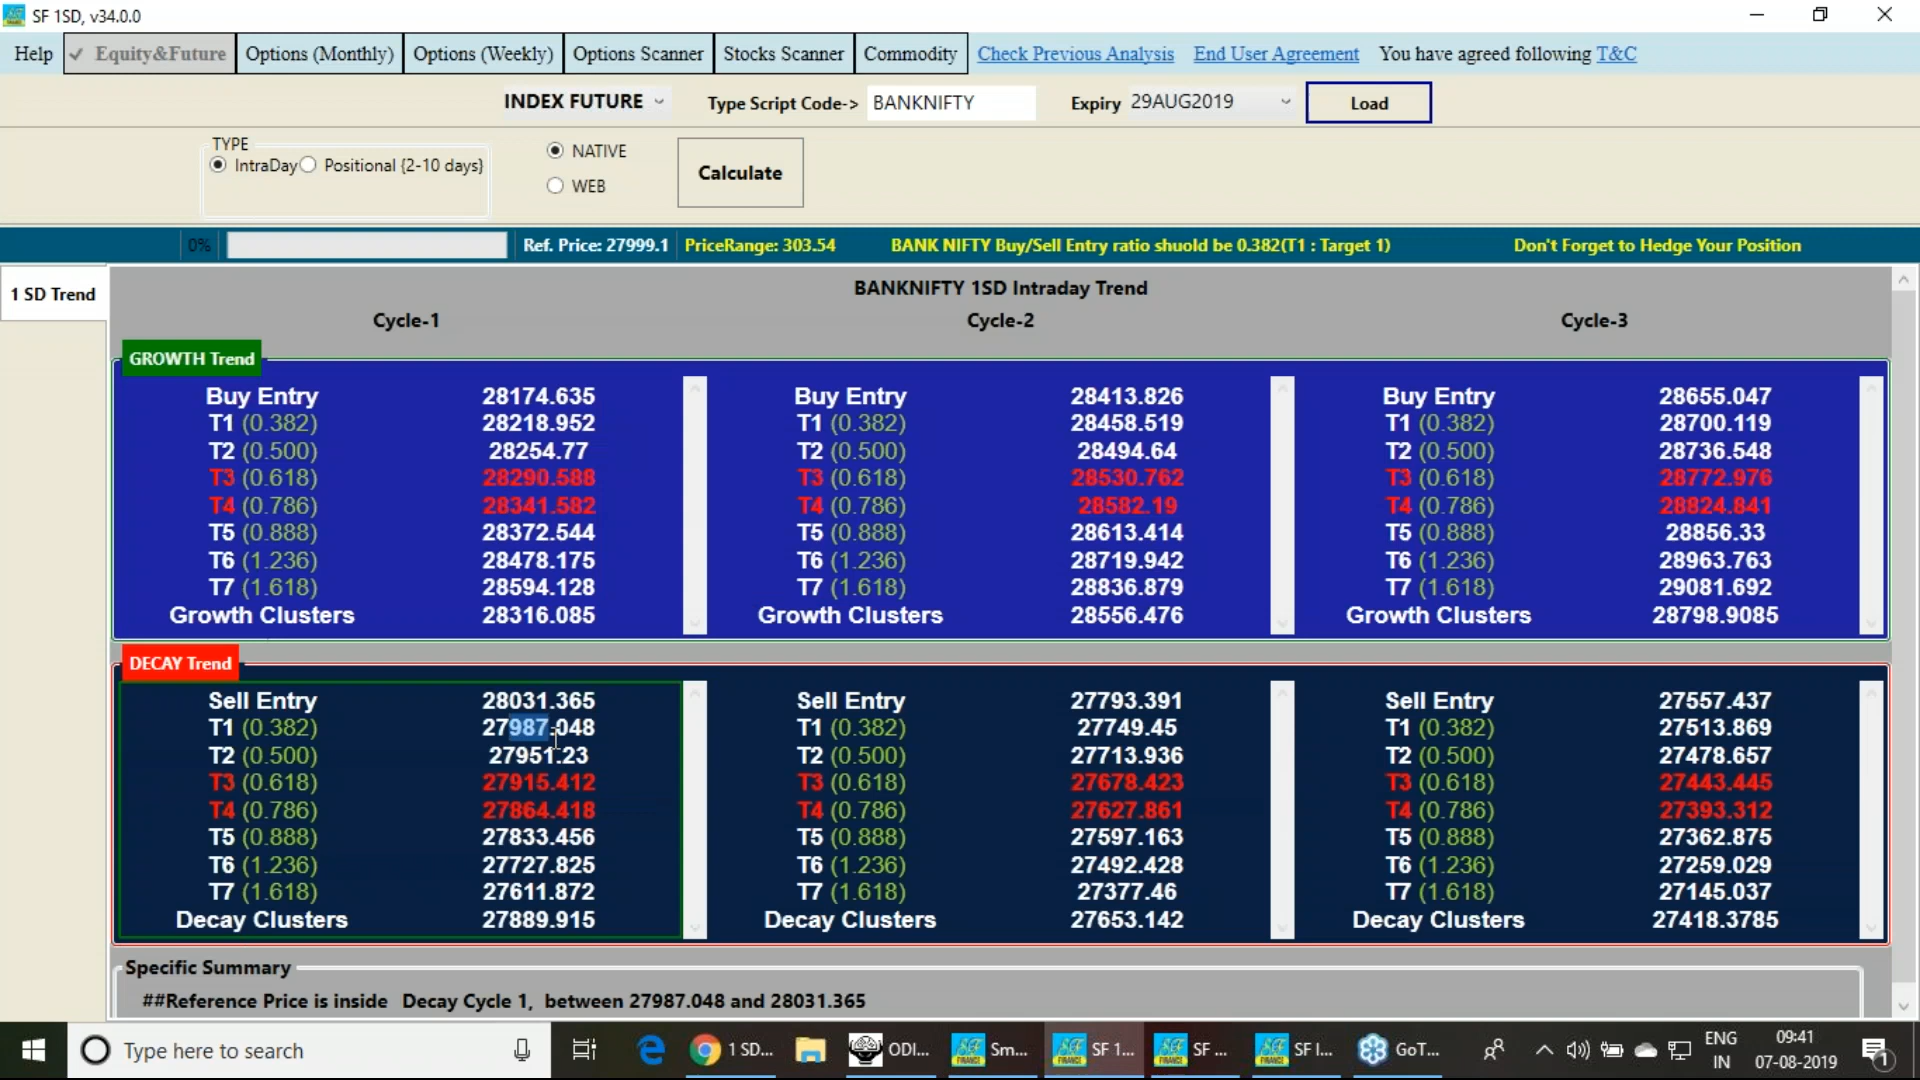 SF 1SD, v34.0.0
Help ✓ Equity&Future Options (Monthly) Options (Weekly) Options Scanner Stocks Scanner Commodity Check Previous Analysis End User Agreement You have agreed following T&C
INDEX FUTURE Type Script Code-> BANKNIFTY Expiry 29AUG2019 Load
TYPE
IntraDay Positional {2-10 days}
NATIVE
WEB
Calculate
0% Ref. Price: 27999.1 PriceRange: 303.54 BANK NIFTY Buy/Sell Entry ratio shuold be 0.382(T1 : Target 1) Don't Forget to Hedge Your Position
1 SD Trend
BANKNIFTY 1SD Intraday Trend
Cycle-1 Cycle-2 Cycle-3
GROWTH Trend
Buy Entry 28174.635 Buy Entry 28413.826 Buy Entry 28655.047
T1 (0.382) 28218.952 T1 (0.382) 28458.519 T1 (0.382) 28700.119
T2 (0.500) 28254.77 T2 (0.500) 28494.64 T2 (0.500) 28736.548
T3 (0.618) 28290.588 T3 (0.618) 28530.762 T3 (0.618) 28772.976
T4 (0.786) 28341.582 T4 (0.786) 28582.19 T4 (0.786) 28824.841
T5 (0.888) 28372.544 T5 (0.888) 28613.414 T5 (0.888) 28856.33
T6 (1.236) 28478.175 T6 (1.236) 28719.942 T6 (1.236) 28963.763
T7 (1.618) 28594.128 T7 (1.618) 28836.879 T7 (1.618) 29081.692
Growth Clusters 28316.085 Growth Clusters 28556.476 Growth Clusters 28798.9085
DECAY Trend
Sell Entry 28031.365 Sell Entry 27793.391 Sell Entry 27557.437
T1 (0.382) 27987.048 T1 (0.382) 27749.45 T1 (0.382) 27513.869
T2 (0.500) 27951.23 T2 (0.500) 27713.936 T2 (0.500) 27478.657
T3 (0.618) 27915.412 T3 (0.618) 27678.423 T3 (0.618) 27443.445
T4 (0.786) 27864.418 T4 (0.786) 27627.861 T4 (0.786) 27393.312
T5 (0.888) 27833.456 T5 (0.888) 27597.163 T5 (0.888) 27362.875
T6 (1.236) 27727.825 T6 (1.236) 27492.428 T6 (1.236) 27259.029
T7 (1.618) 27611.872 T7 (1.618) 27377.46 T7 (1.618) 27145.037
Decay Clusters 27889.915 Decay Clusters 27653.142 Decay Clusters 27418.3785
Specific Summary
##Reference Price is inside Decay Cycle 1, between 27987.048 and 28031.365
Type here to search 1 SD... ODI... Sm... SF 1... SF ... SF I... GoT... ENG 09:41
IN 07-08-2019 1